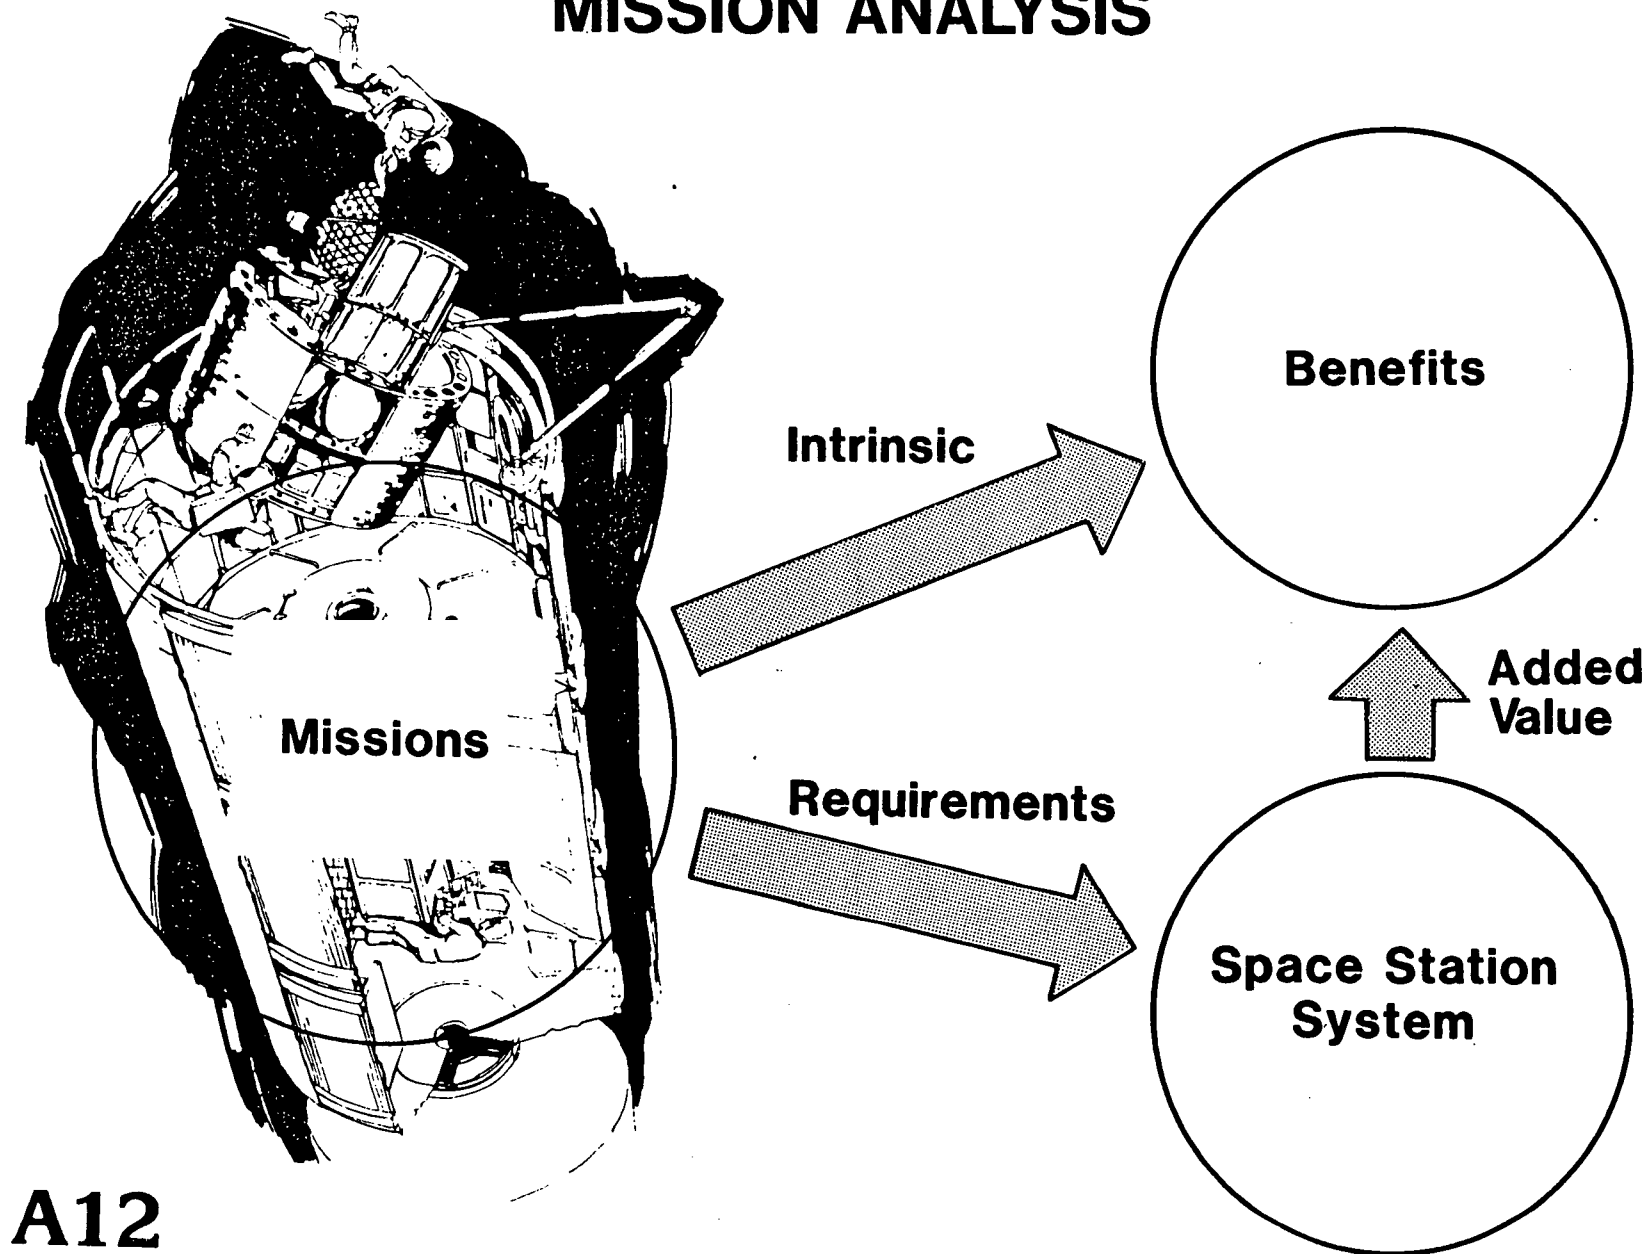 MISSION ANALYSIS
Benefits
Intrinsic
Added
Value
Missions
Requirements
Space Station
System
A12